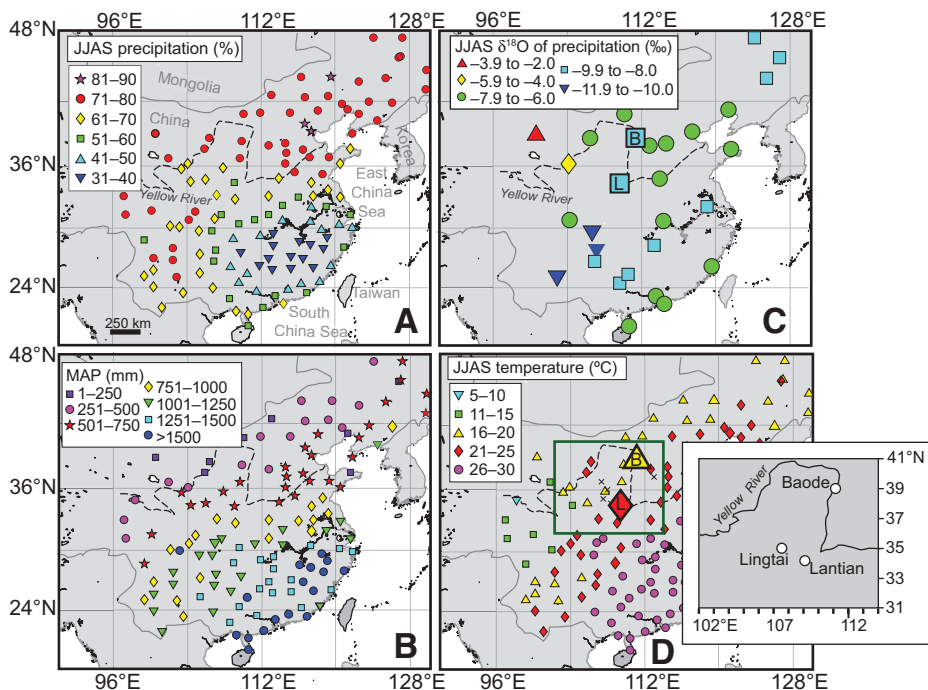 96°E 112°E 128°E
96°E 112°E 128°E
48°N
36°N
24°N
JJAS precipitation (%)
81–90
71–80
61–70
51–60
41–50
31–40
Mongolia
China
Korea
Yellow River
East
China
Sea
Taiwan
South
China Sea
250 km
A
JJAS δ18O of precipitation (‰)
–3.9 to –2.0
–5.9 to –4.0
–7.9 to –6.0
–9.9 to –8.0
–11.9 to –10.0
B
L
Yellow River
C
48°N
36°N
24°N
MAP (mm)
1–250
251–500
501–750
751–1000
1001–1250
1251–1500
>1500
B
JJAS temperature (ºC)
5–10
11–15
16–20
21–25
26–30
B
L
D
Yellow River
Baode
Lingtai
Lantian
41°N
39
37
35
33
31
102°E 107 112
96°E 112°E 128°E
96°E 112°E 128°E